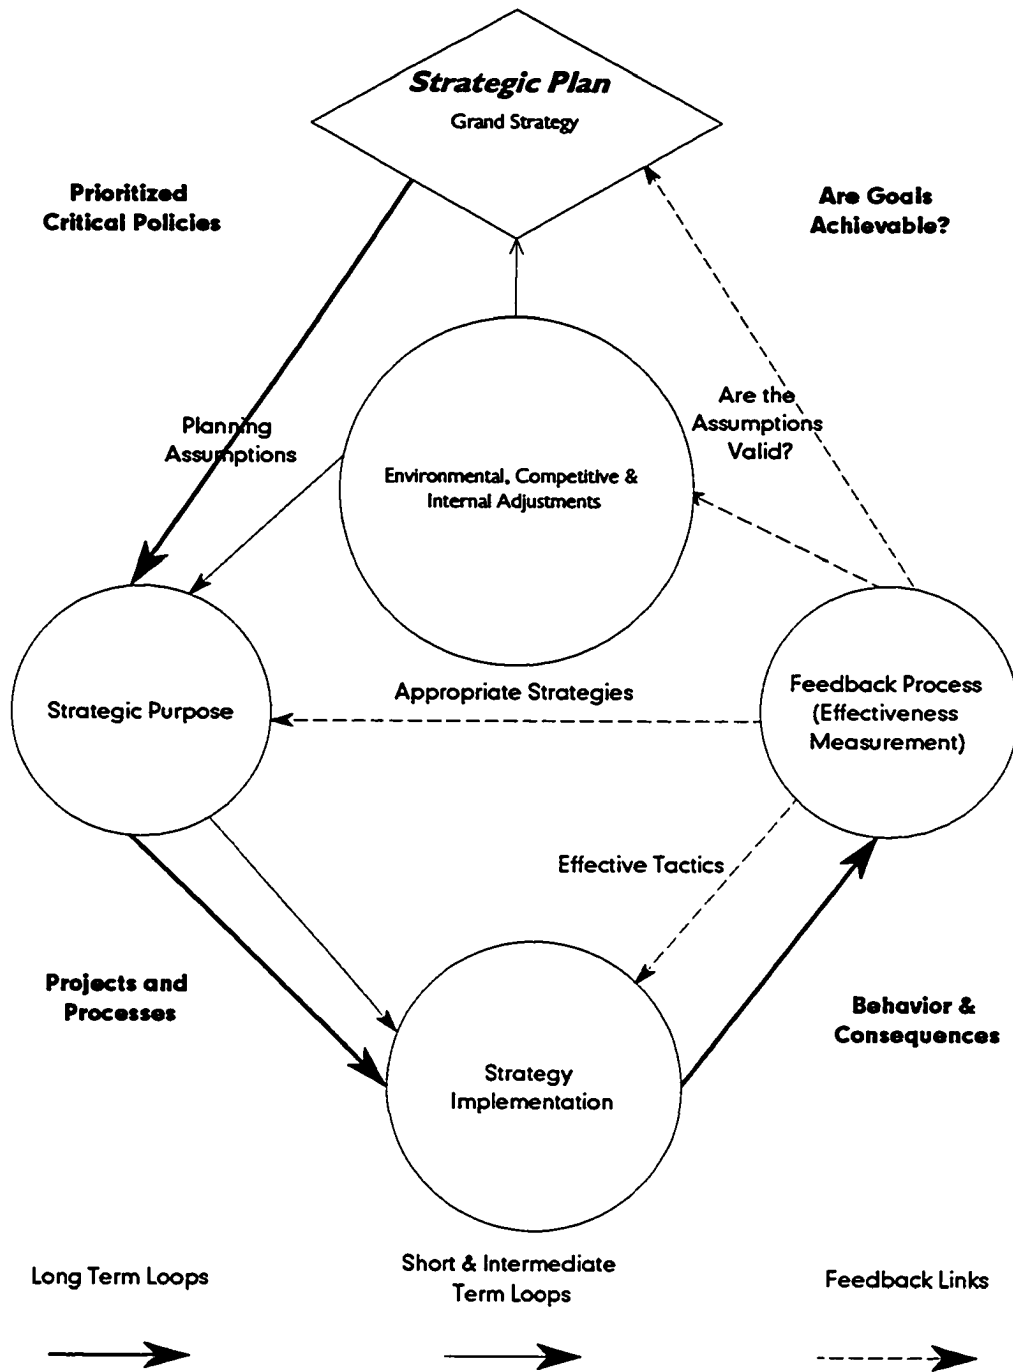 Strategic Plan
Grand Strategy
Prioritized
Critical Policies
Are Goals
Achievable?
Planning
Assumptions
Are the
Assumptions
Valid?
Environmental, Competitive &
Internal Adjustments
Strategic Purpose
Appropriate Strategies
Feedback Process
(Effectiveness
Measurement)
Effective Tactics
Projects and
Processes
Behavior &
Consequences
Strategy
Implementation
Long Term Loops
Short & Intermediate
Term Loops
Feedback Links